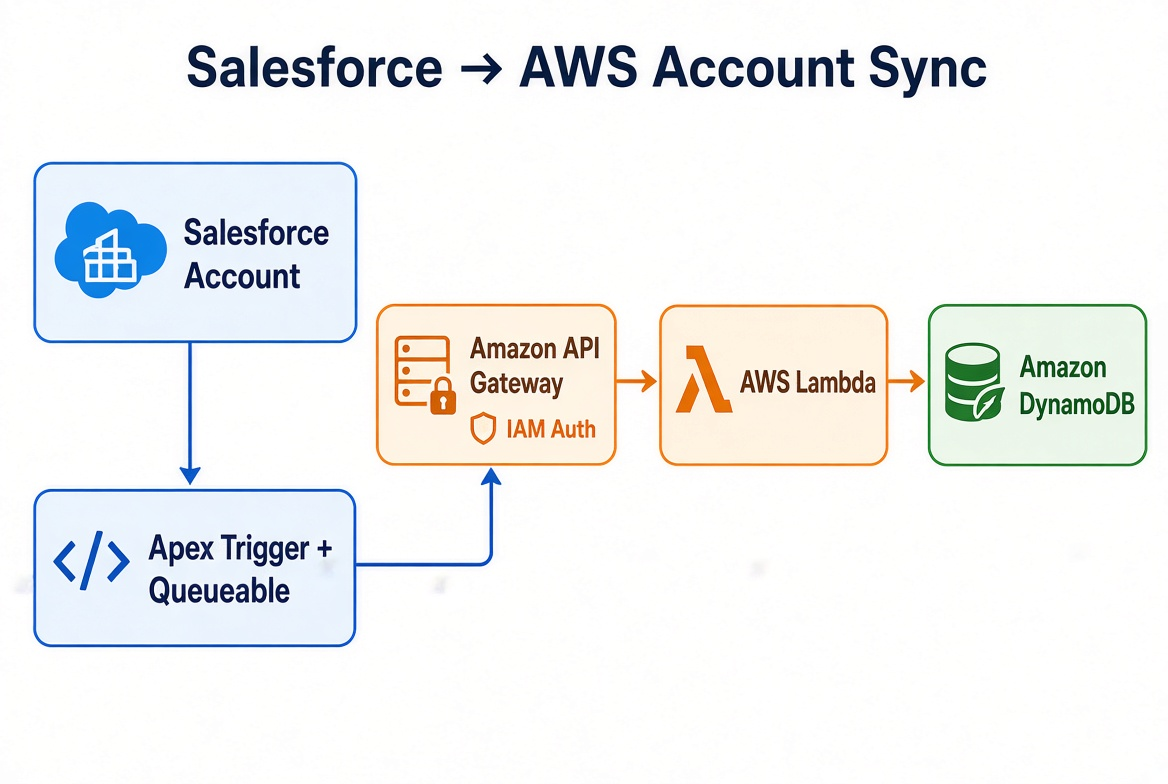 Salesforce → AWS Account Sync
Salesforce
Account
Amazon API
Gateway
IAM Auth
AWS Lambda
Amazon
DynamoDB
</> Apex Trigger +
Queueable